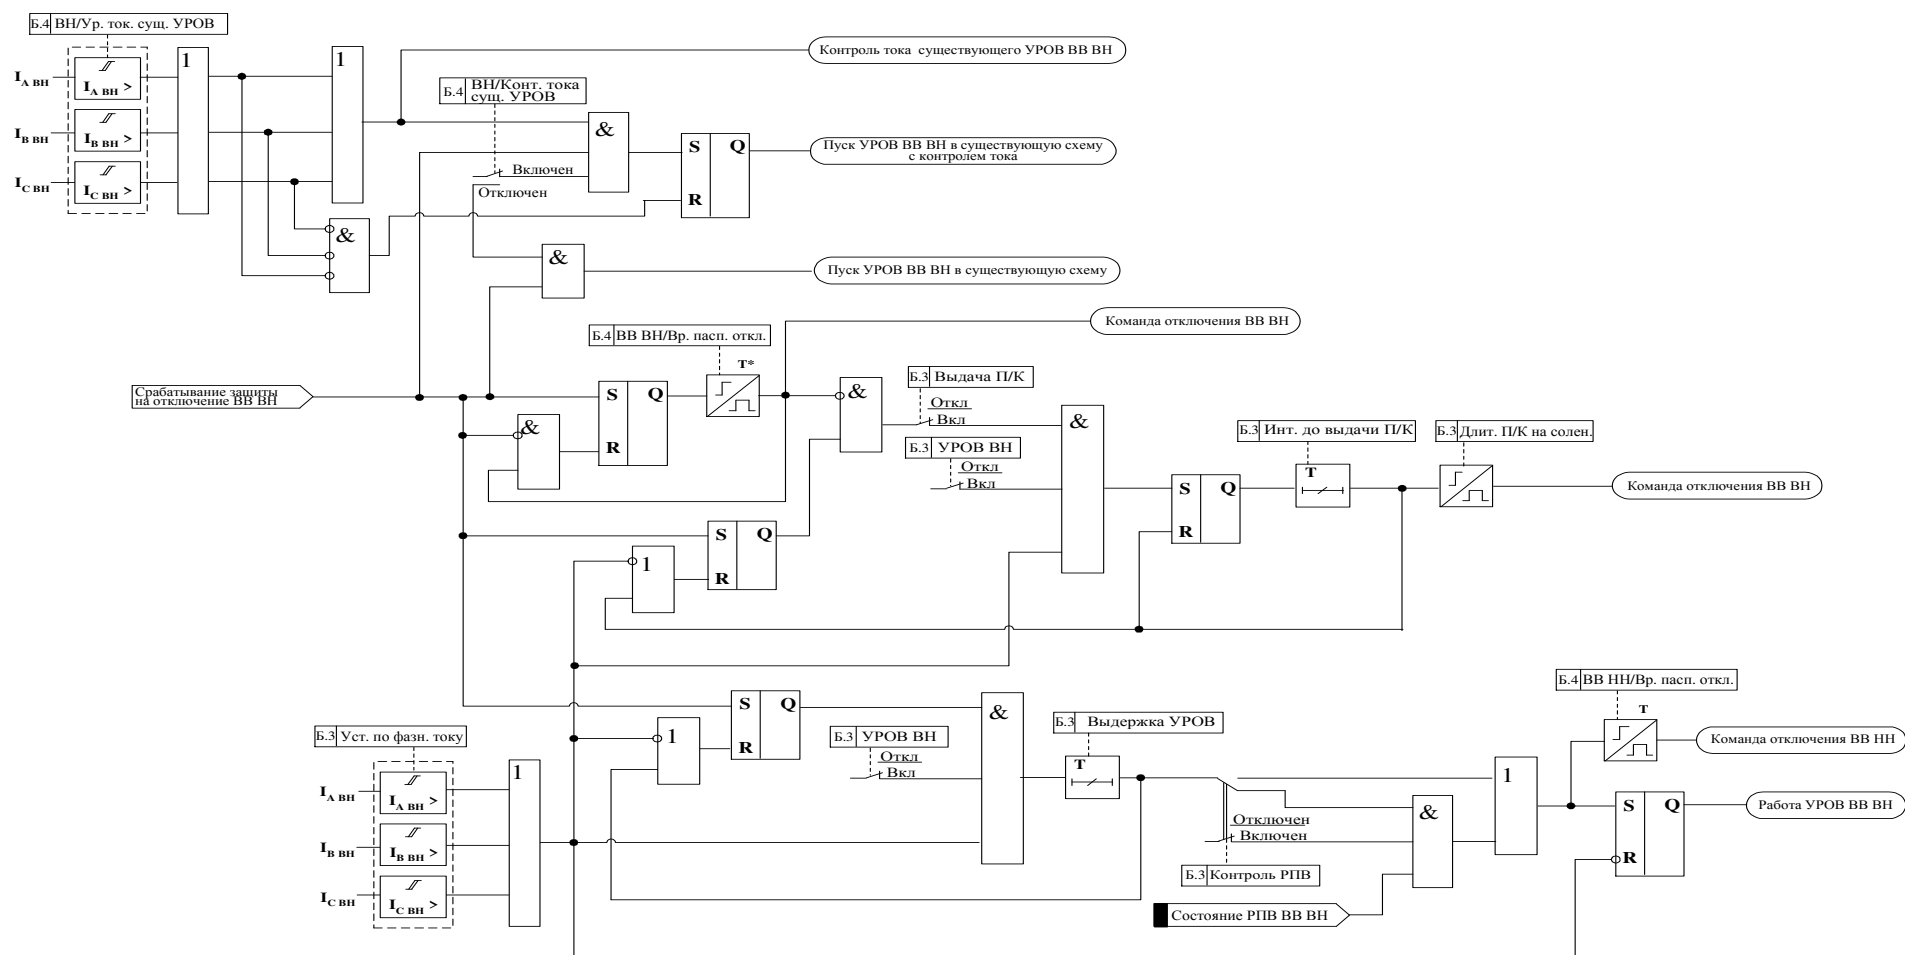 Б.4 ВН/Ур. ток. сущ. УРОВ
I А ВН
I А ВН >
I В ВН
I В ВН >
I С ВН
I С ВН >
1
1
&
Контроль тока существующего УРОВ ВВ ВН
Б.4 ВН/Конт. тока
сущ. УРОВ
Включен
Отключен
&
S Q
R
Пуск УРОВ ВВ ВН в существующую схему
с контролем тока
&
Пуск УРОВ ВВ ВН в существующую схему
Команда отключения ВВ ВН
Б.4 ВВ ВН/Вр. пасп. откл.
T*
Срабатывание защиты
на отключение ВВ ВН
&
S Q
R
&
Б.3 Выдача П/К
Откл
Вкл
Б.3 УРОВ ВН
Откл
Вкл
&
Б.3 Инт. до выдачи П/К
T
Б.3 Длит. П/К на солен.
S Q
R
Команда отключения ВВ ВН
1
S Q
R
Б.3 Уст. по фазн. току
I А ВН
I А ВН >
I В ВН
I В ВН >
I С ВН
I С ВН >
1
1
S Q
R
Б.3 УРОВ ВН
Откл
Вкл
&
Б.3 Выдержка УРОВ
T
Отключен
Включен
Б.3 Контроль РПВ
Состояние РПВ ВВ ВН
&
1
Б.4 ВВ НН/Вр. пасп. откл.
T
Команда отключения ВВ НН
S Q
R
Работа УРОВ ВВ ВН